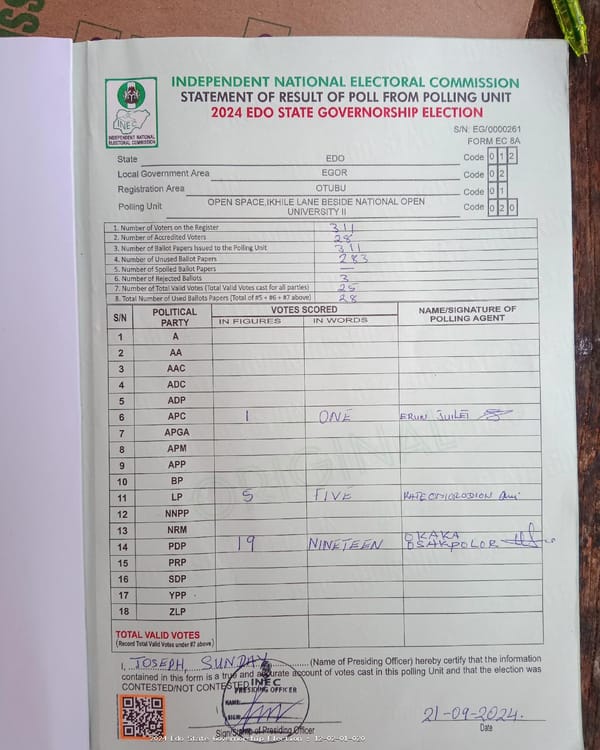 INDEPENDENT NATIONAL ELECTORAL COMMISSION
STATEMENT OF RESULT OF POLL FROM POLLING UNIT
2024 EDO STATE GOVERNORSHIP ELECTION
INEC
INDEPENDENT NATIONAL ELECTORAL COMMISSION
S/N: EG/0000261
FORM EC 8A
State EDO Code 0 1 2
Local Government Area EGOR Code 0 2
Registration Area OTUBU Code 0 1
Polling Unit OPEN SPACE,IKHILE LANE BESIDE NATIONAL OPEN UNIVERSITY II Code 0 2 0
1. Number of Voters on the Register 311
2. Number of Accredited Voters 28
3. Number of Ballot Papers Issued to the Polling Unit 311
4. Number of Unused Ballot Papers 283
5. Number of Spoiled Ballot Papers —
6. Number of Rejected Ballots 3
7. Number of Total Valid Votes (Total Valid Votes cast for all parties) 25
8. Total Number of Used Ballots Papers (Total of #5 + #6 + #7 above) 28
S/N POLITICAL PARTY VOTES SCORED NAME/SIGNATURE OF POLLING AGENT
IN FIGURES IN WORDS
1 A
2 AA
3 AAC
4 ADC
5 ADP
6 APC 1 ONE ERUN
7 APGA
8 APM
9 APP
10 BP
11 LP 5 FIVE
12 NNPP
13 NRM
14 PDP 19 NINETEEN OKAKA OSAKPOLOR
15 PRP
16 SDP
17 YPP
18 ZLP
ORIGINAL
TOTAL VALID VOTES
(Record Total Valid Votes under #7 above)
I, JOSEPH, SUNDAY (Name of Presiding Officer) hereby certify that the information
contained in this form is a true and accurate account of votes cast in this polling Unit and that the election was
CONTESTED/NOT CONTESTED
INEC
PRESIDING OFFICER
NAME:
SIGN:
of Presiding Officer
21-09-2024.
Date
2024 Edo State Governorship Election : 12-02-01-020